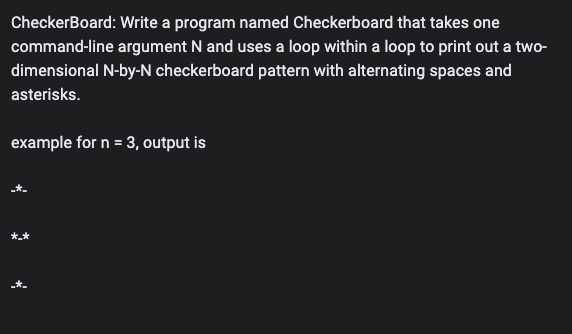 CheckerBoard: Write a program named Checkerboard that takes one
command-line argument N and uses a loop within a loop to print out a two-
dimensional N-by-N checkerboard pattern with alternating spaces and
asterisks.
example for n = 3, output is
-*-
*-*
-*-